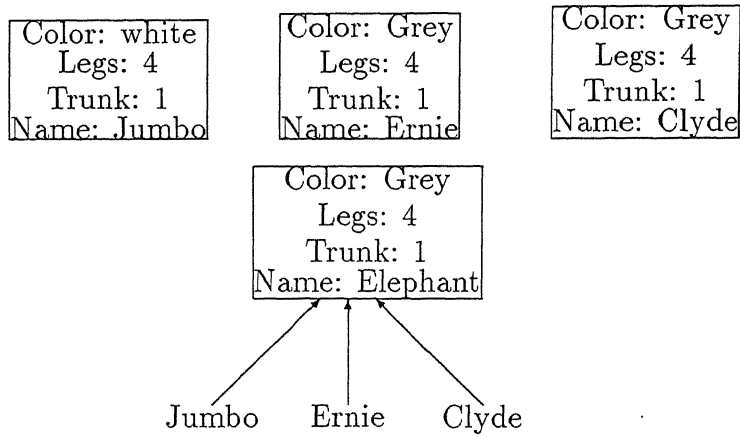 Color: white
Legs: 4
Trunk: 1
Name: Jumbo
Color: Grey
Legs: 4
Trunk: 1
Name: Ernie
Color: Grey
Legs: 4
Trunk: 1
Name: Clyde
Color: Grey
Legs: 4
Trunk: 1
Name: Elephant
Jumbo Ernie Clyde